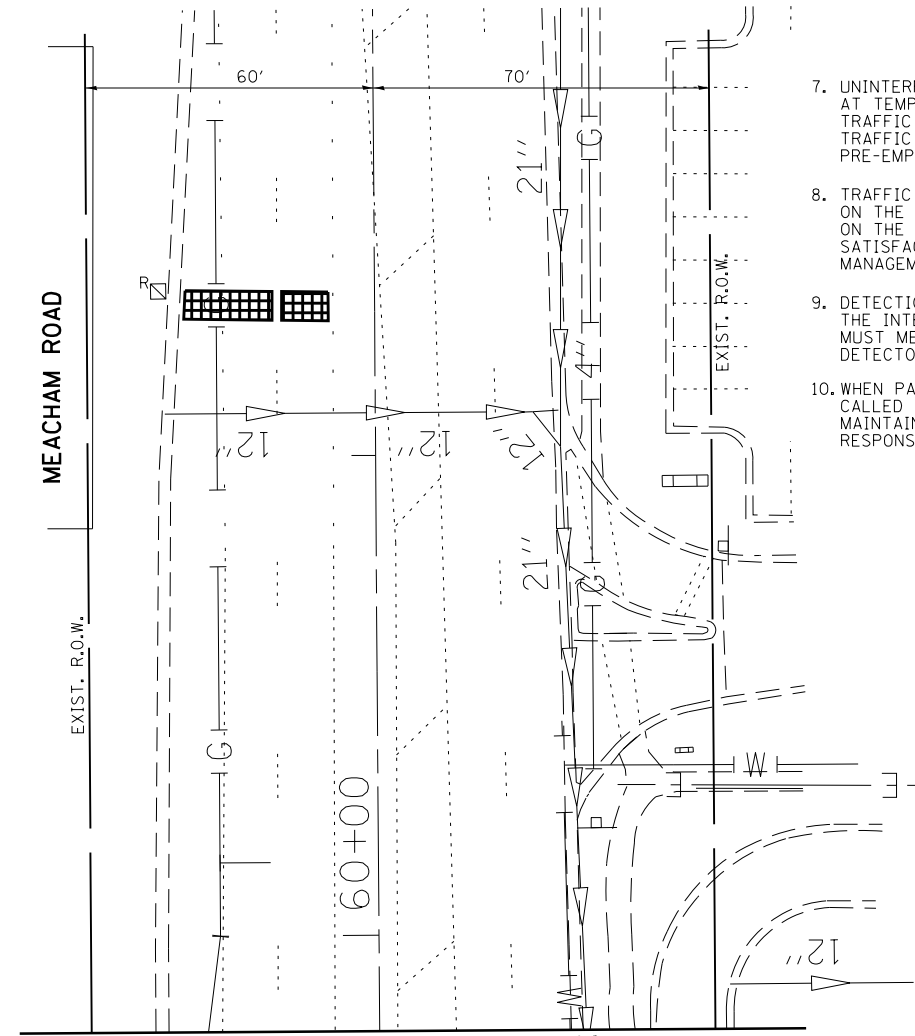 60'
70'
21"
G
7. UNINTER
AT TEMP
TRAFFIC
TRAFFIC
PRE-EMP
8. TRAFFIC
ON THE
ON THE
SATISFAC
MANAGEM
9. DETECTIO
THE INTE
MUST ME
DETECTO
10. WHEN PA
CALLED
MAINTAIN
RESPONS
EXIST. R.O.W.
R
MEACHAM ROAD
4"
12"
12"
12"
21"
G
EXIST. R.O.W.
G
W
E
60+00
12"
W